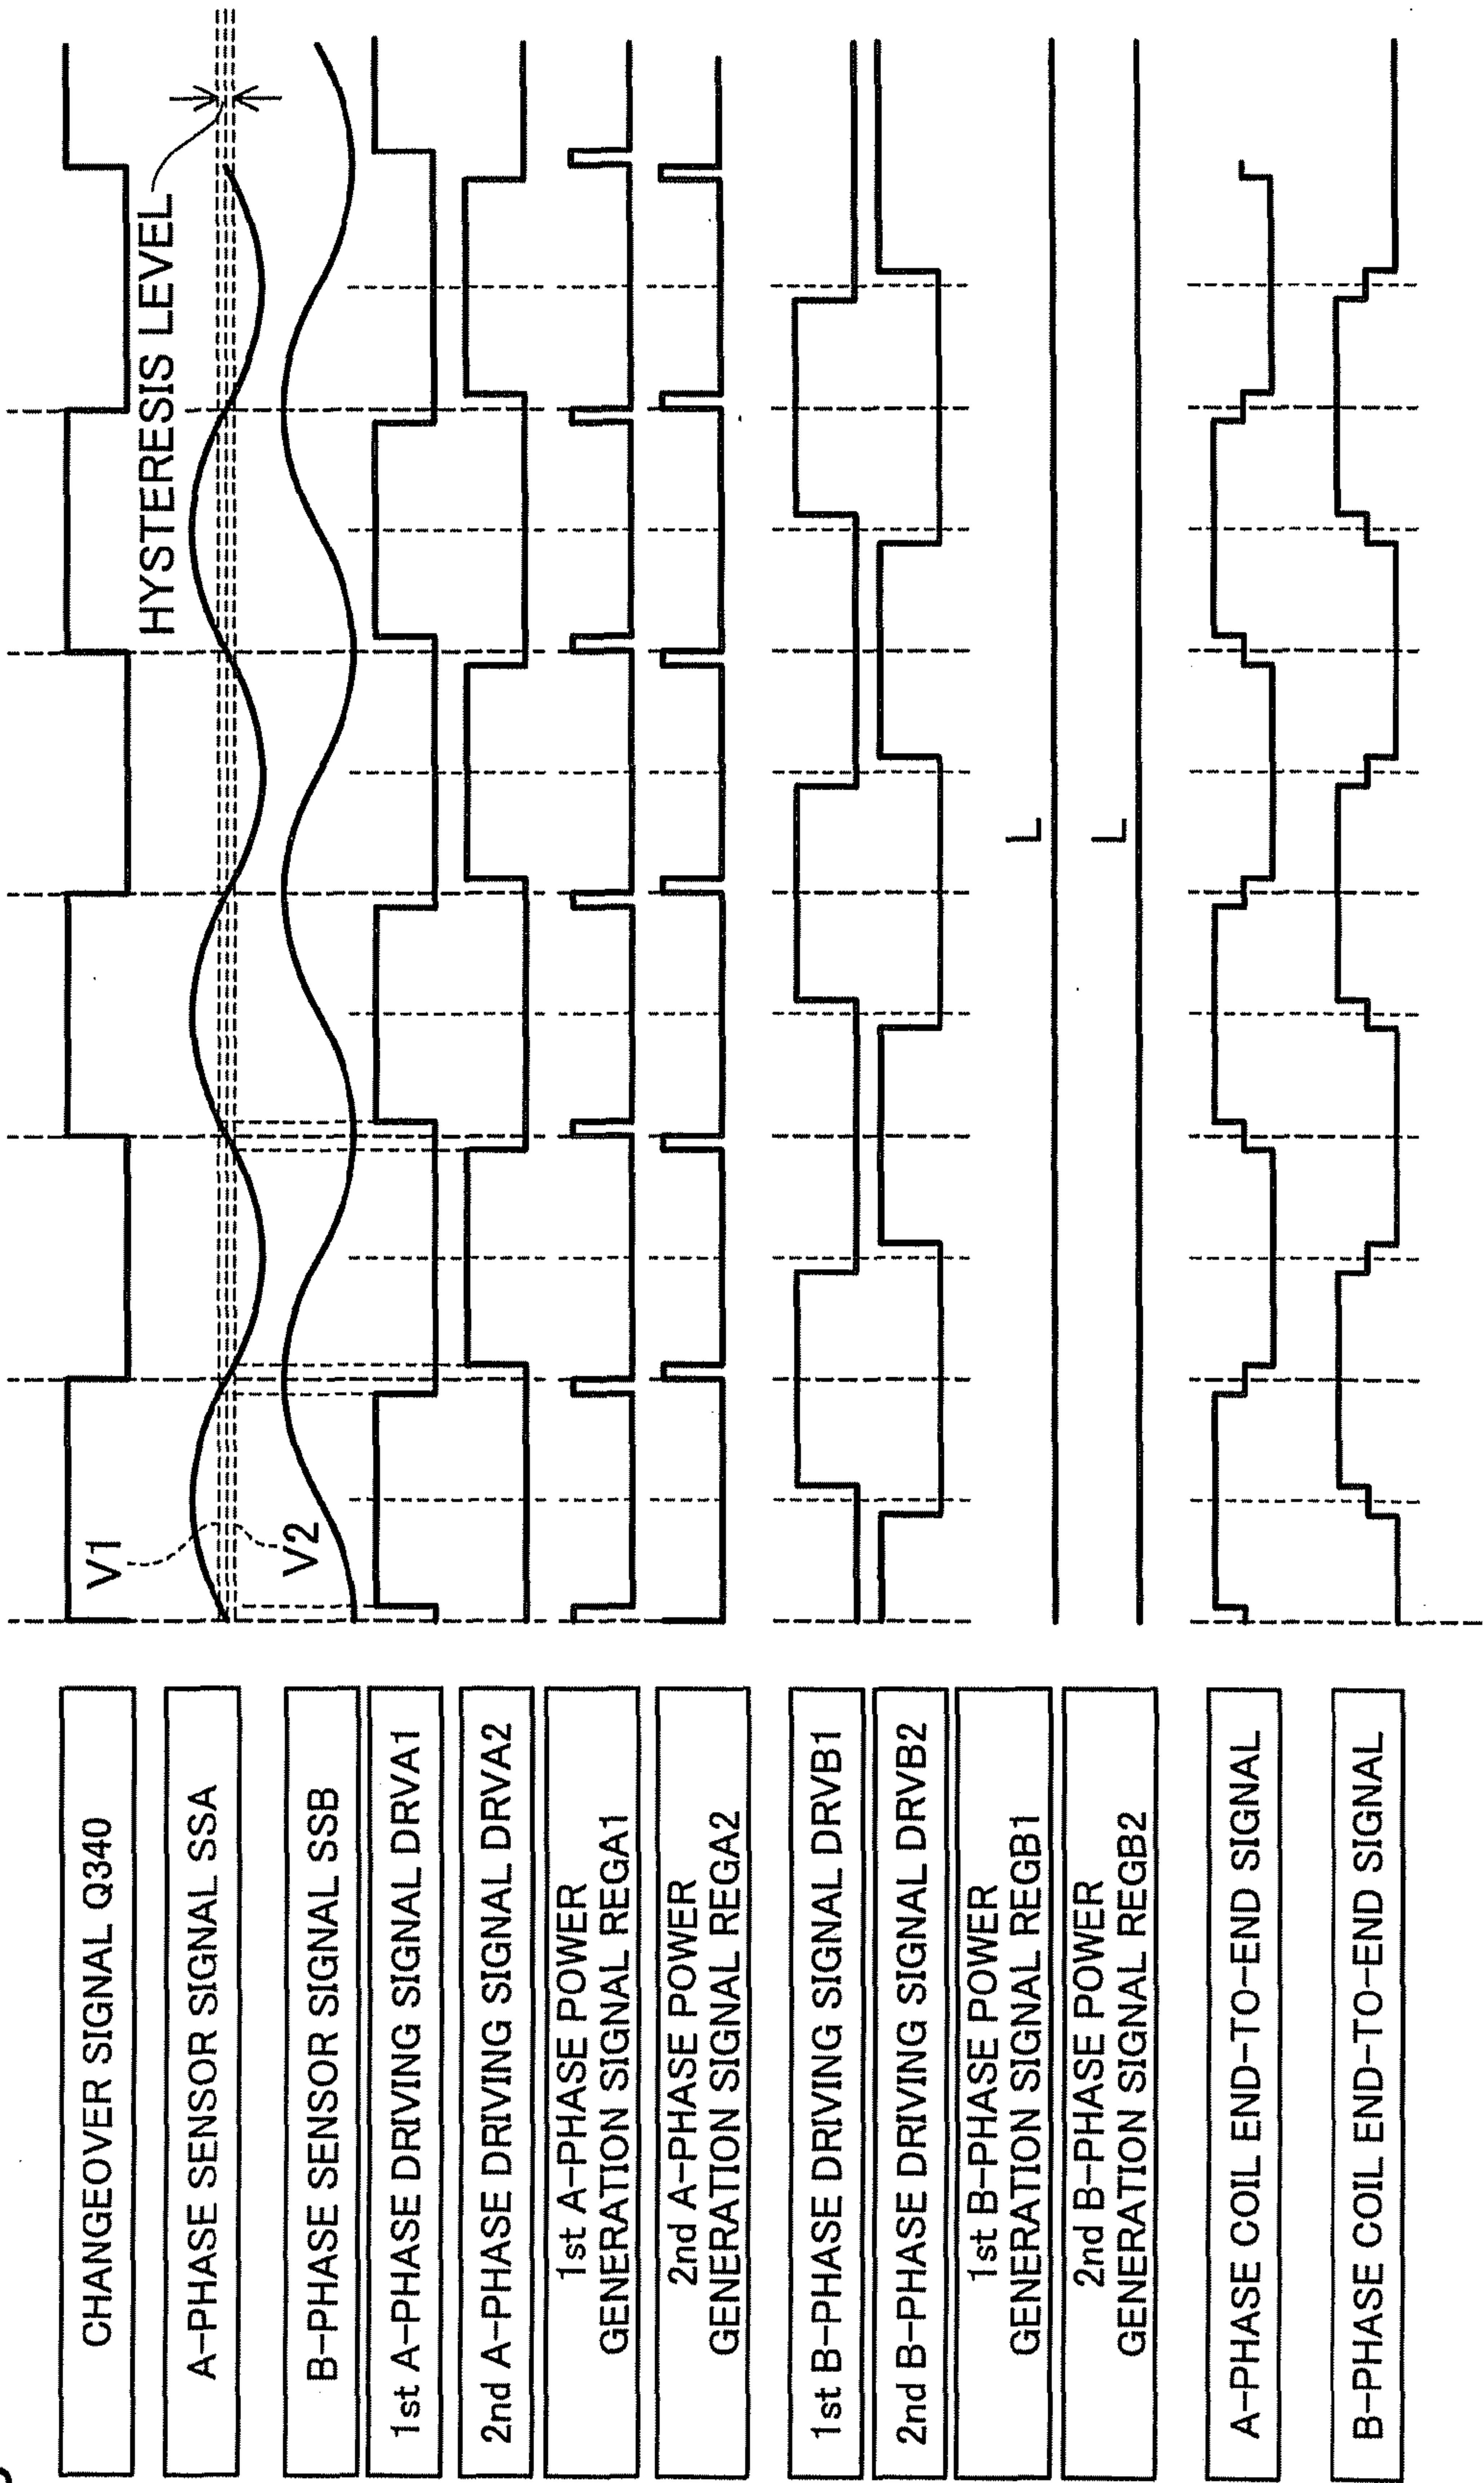 CHANGEOVER SIGNAL Q340
A-PHASE SENSOR SIGNAL SSA
B-PHASE SENSOR SIGNAL SSB
1st A-PHASE DRIVING SIGNAL DRVA1
2nd A-PHASE DRIVING SIGNAL DRVA2
1st A-PHASE POWER
GENERATION SIGNAL REGA1
2nd A-PHASE POWER
GENERATION SIGNAL REGA2
1st B-PHASE DRIVING SIGNAL DRVB1
2nd B-PHASE DRIVING SIGNAL DRVB2
1st B-PHASE POWER
GENERATION SIGNAL REGB1
2nd B-PHASE POWER
GENERATION SIGNAL REGB2
A-PHASE COIL END-TO-END SIGNAL
B-PHASE COIL END-TO-END SIGNAL
V1
V2
HYSTERESIS LEVEL
L
L